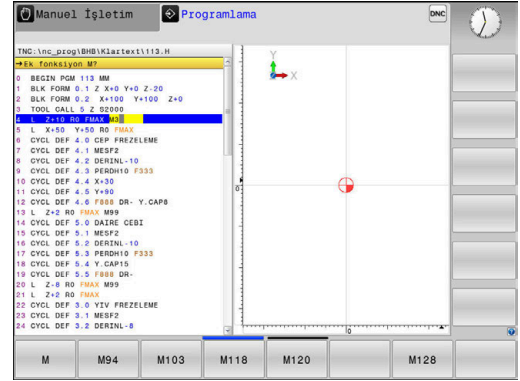 Manuel İşletim
Programlama
DNC
TNC:\nc_prog\BHB\Klartext\113.H
→Ek fonksiyon M?
0 BEGIN PGM 113 MM
1 BLK FORM 0.1 Z X+0 Y+0 Z-20
2 BLK FORM 0.2 X+100 Y+100 Z+0
3 TOOL CALL 5 Z S2000
4 L Z+10 R0 FMAX M3
5 L X+50 Y+50 R0 FMAX
6 CYCL DEF 4.0 CEP FREZELEME
7 CYCL DEF 4.1 MESF2
8 CYCL DEF 4.2 DERINL-10
9 CYCL DEF 4.3 PERDH10 F333
10 CYCL DEF 4.4 X+30
11 CYCL DEF 4.5 Y+90
12 CYCL DEF 4.6 F888 DR- Y.CAP8
13 L Z+2 R0 FMAX M99
14 CYCL DEF 5.0 DAIRE CEBI
15 CYCL DEF 5.1 MESF2
16 CYCL DEF 5.2 DERINL-10
17 CYCL DEF 5.3 PERDH10 F333
18 CYCL DEF 5.4 Y.CAP15
19 CYCL DEF 5.5 F888 DR-
20 L Z-8 R0 FMAX M99
21 L Z+2 R0 FMAX
22 CYCL DEF 3.0 YIV FREZELEME
23 CYCL DEF 3.1 MESF2
24 CYCL DEF 3.2 DERINL-8
Y
X
0
0
M M94 M103 M118 M120 M128